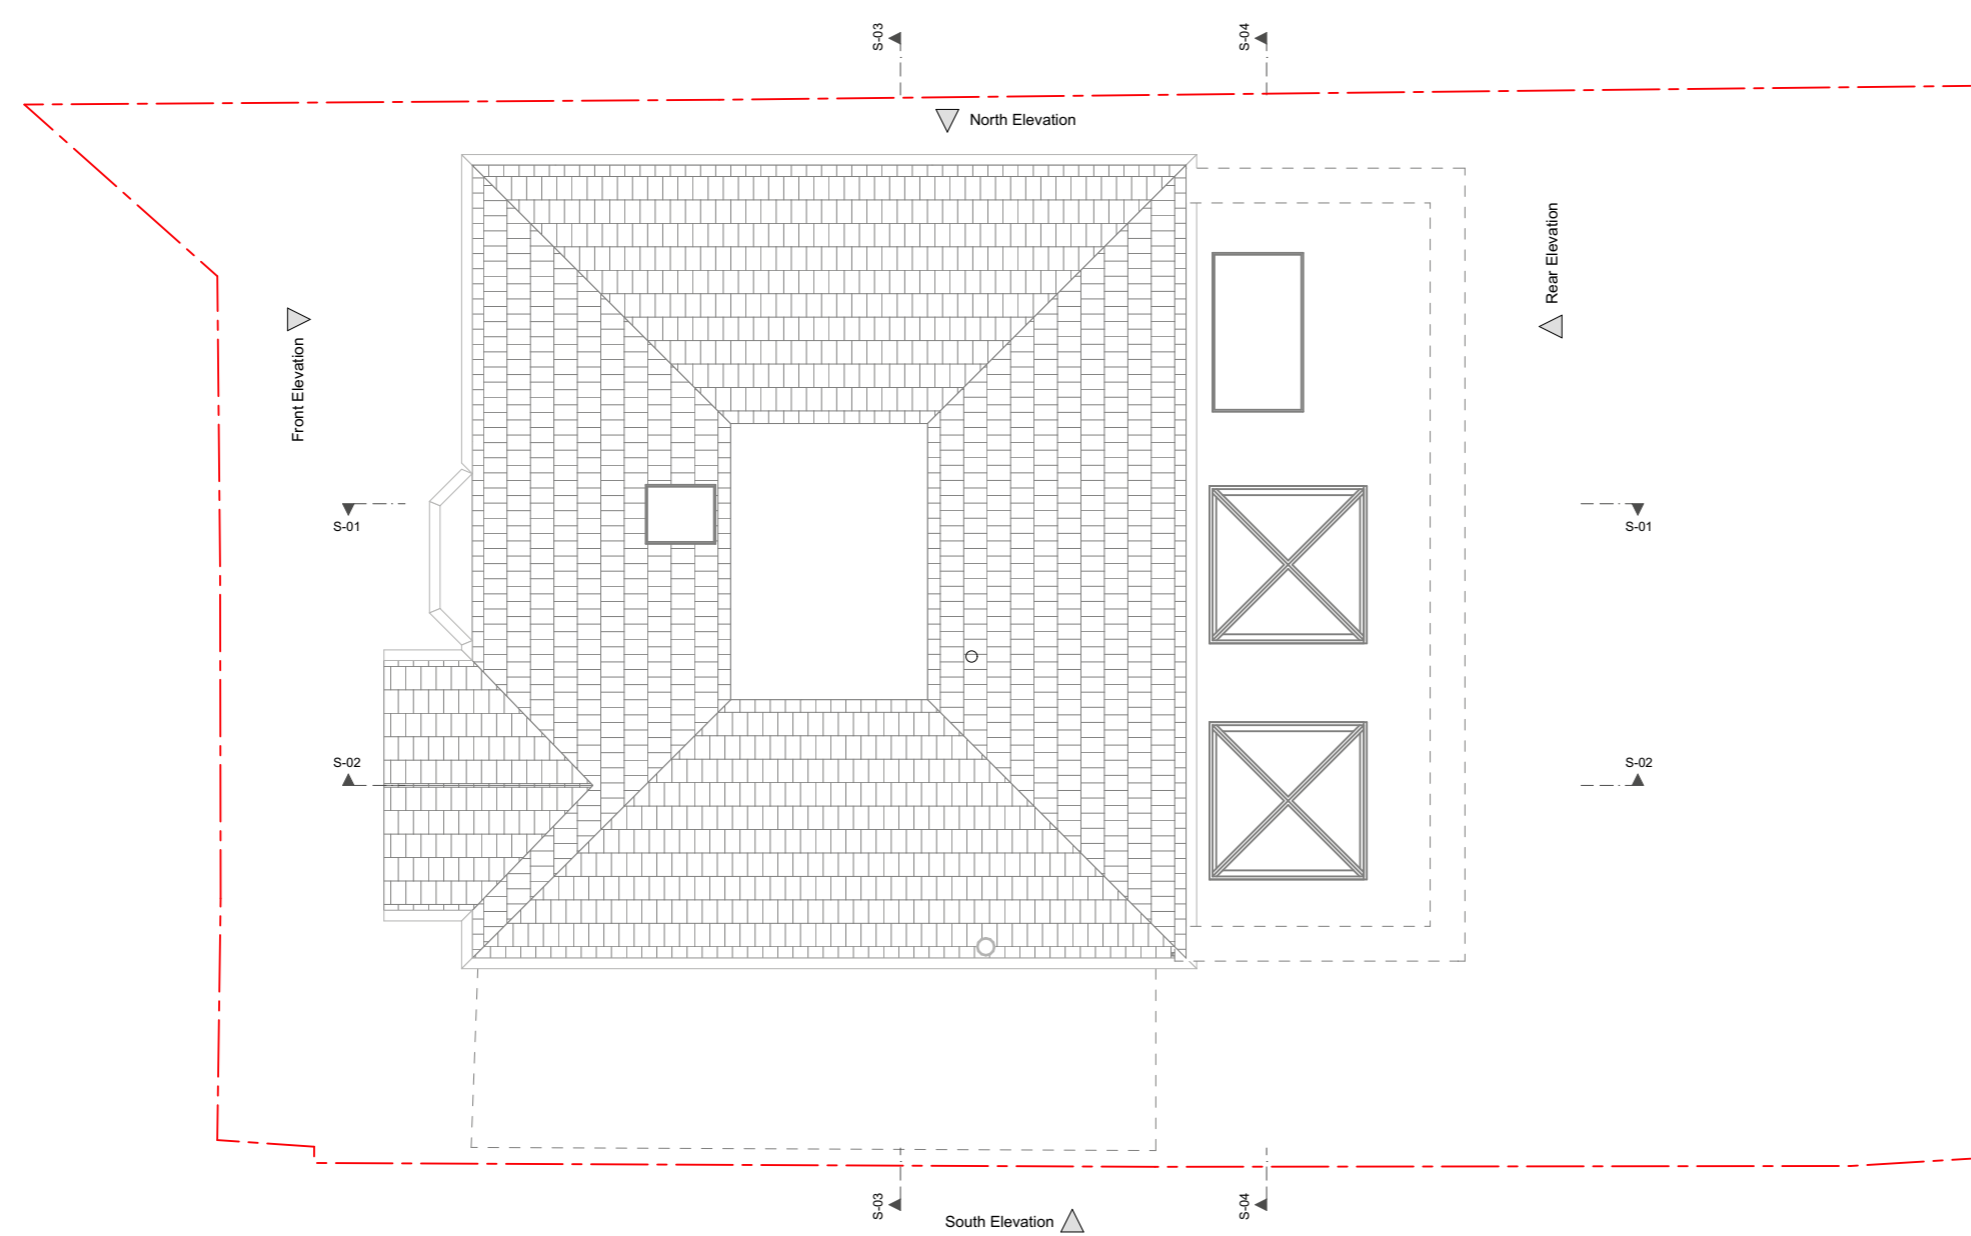 S-03
S-04
North Elevation
Rear Elevation
Front Elevation
S-01
S-01
S-02
S-02
S-03
S-04
South Elevation